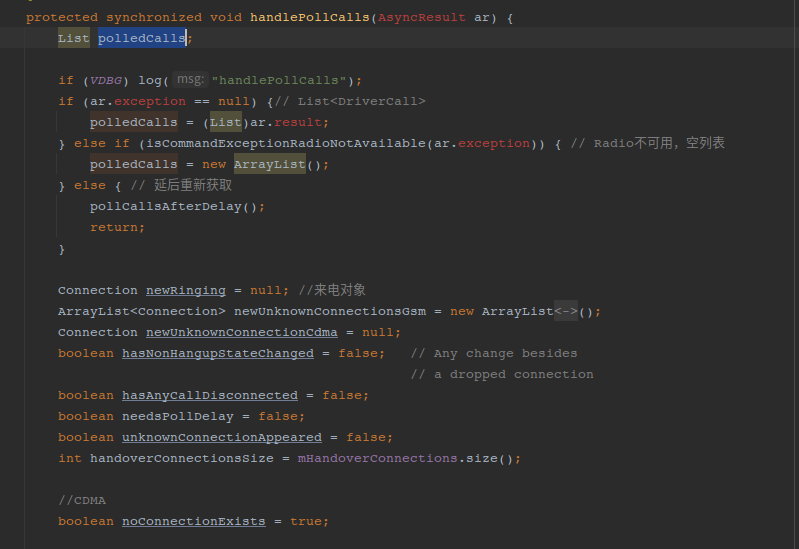 protected synchronized void handlePollCalls(AsyncResult ar) {
List polledCalls;
if (VDBG) log( msg: "handlePollCalls");
if (ar.exception == null) {// List<DriverCall>
polledCalls = (List)ar.result;
} else if (isCommandExceptionRadioNotAvailable(ar.exception)) { // Radio不可用，空列表
polledCalls = new ArrayList();
} else { // 延后重新获取
pollCallsAfterDelay();
return;
}
Connection newRinging = null; //来电对象
ArrayList<Connection> newUnknownConnectionsGsm = new ArrayList<~>();
Connection newUnknownConnectionCdma = null;
boolean hasNonHangupStateChanged = false;   // Any change besides
// a dropped connection
boolean hasAnyCallDisconnected = false;
boolean needsPollDelay = false;
boolean unknownConnectionAppeared = false;
int handoverConnectionsSize = mHandoverConnections.size();
//CDMA
boolean noConnectionExists = true;